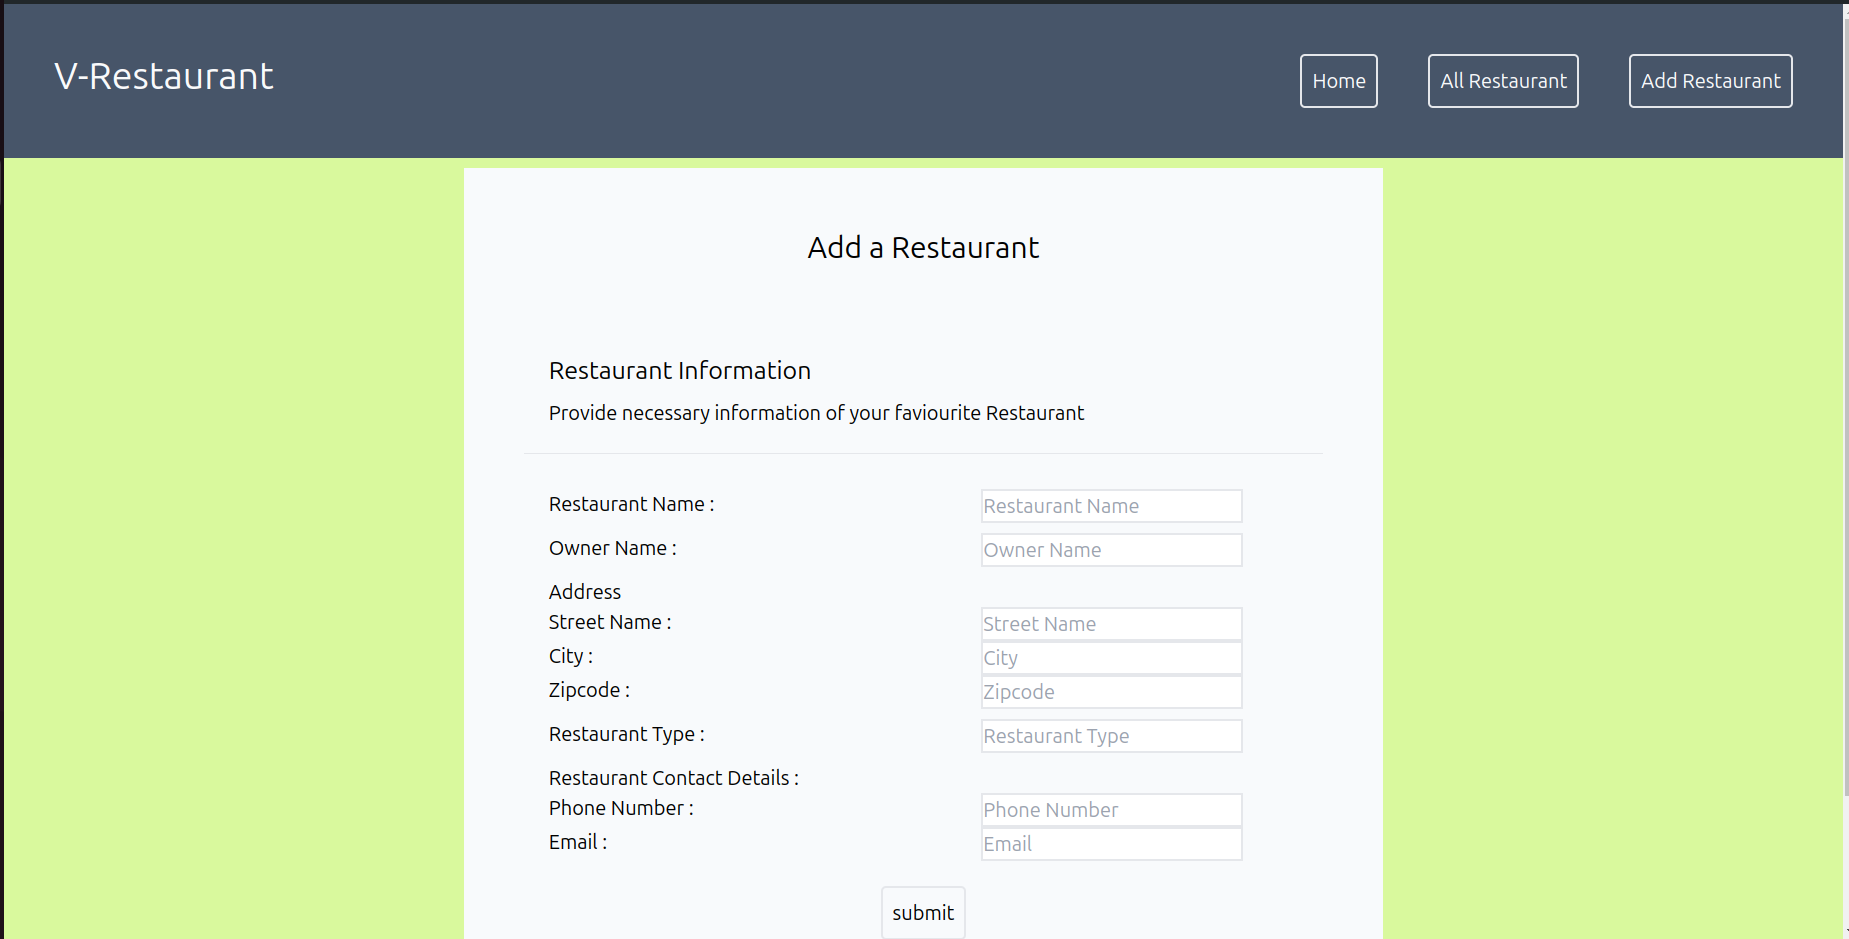 V-Restaurant
Home All Restaurant Add Restaurant
Add a Restaurant
Restaurant Information
Provide necessary information of your faviourite Restaurant
Restaurant Name : Restaurant Name
Owner Name : Owner Name
Address
Street Name : Street Name
City : City
Zipcode : Zipcode
Restaurant Type : Restaurant Type
Restaurant Contact Details :
Phone Number : Phone Number
Email : Email
submit